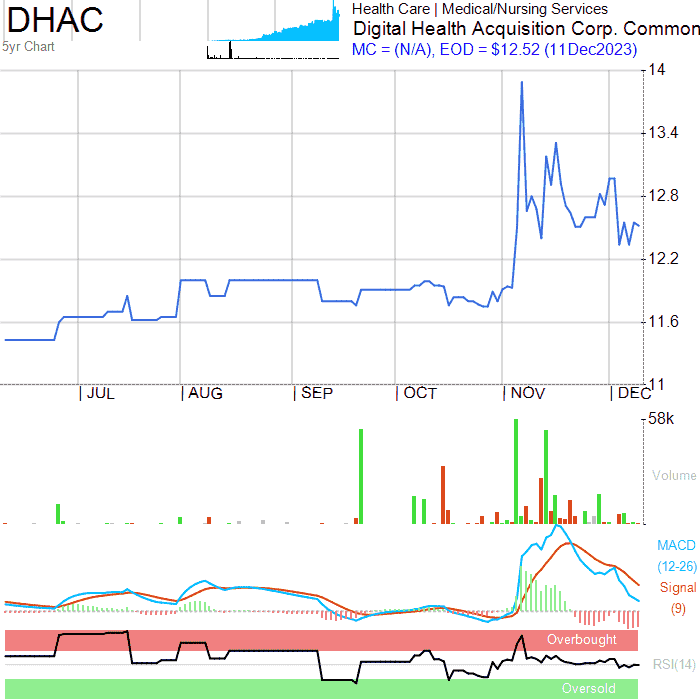 DHAC
5yr Chart
Health Care | Medical/Nursing Services
Digital Health Acquisition Corp. Common
MC = (N/A), EOD = $12.52 (11Dec2023)
14
13.4
12.8
12.2
11.6
11
JUL AUG SEP OCT NOV DEC
58k
Volume
MACD
(12-26)
Signal
(9)
Overbought
RSI(14)
Oversold